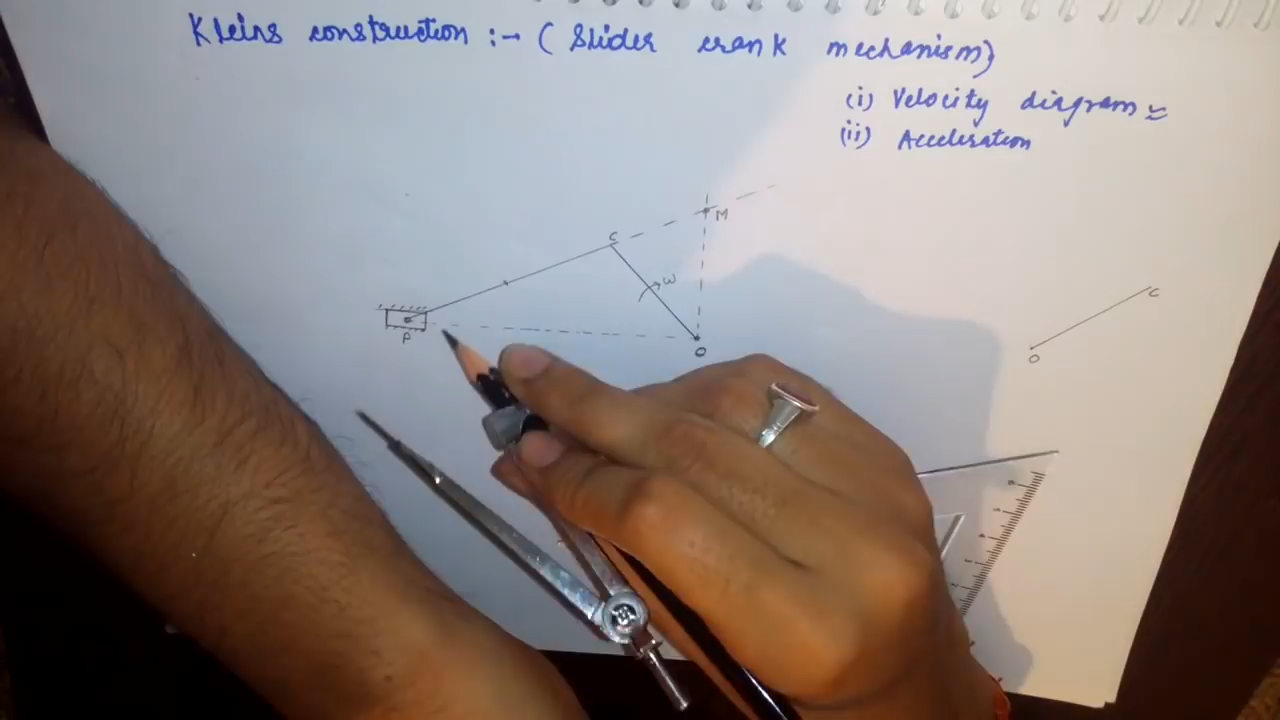 Kleins construction :→ (Slider crank mechanism)
(i) Velocity diagram
(ii) Acceleration
M
C
ω
C
P
O
O